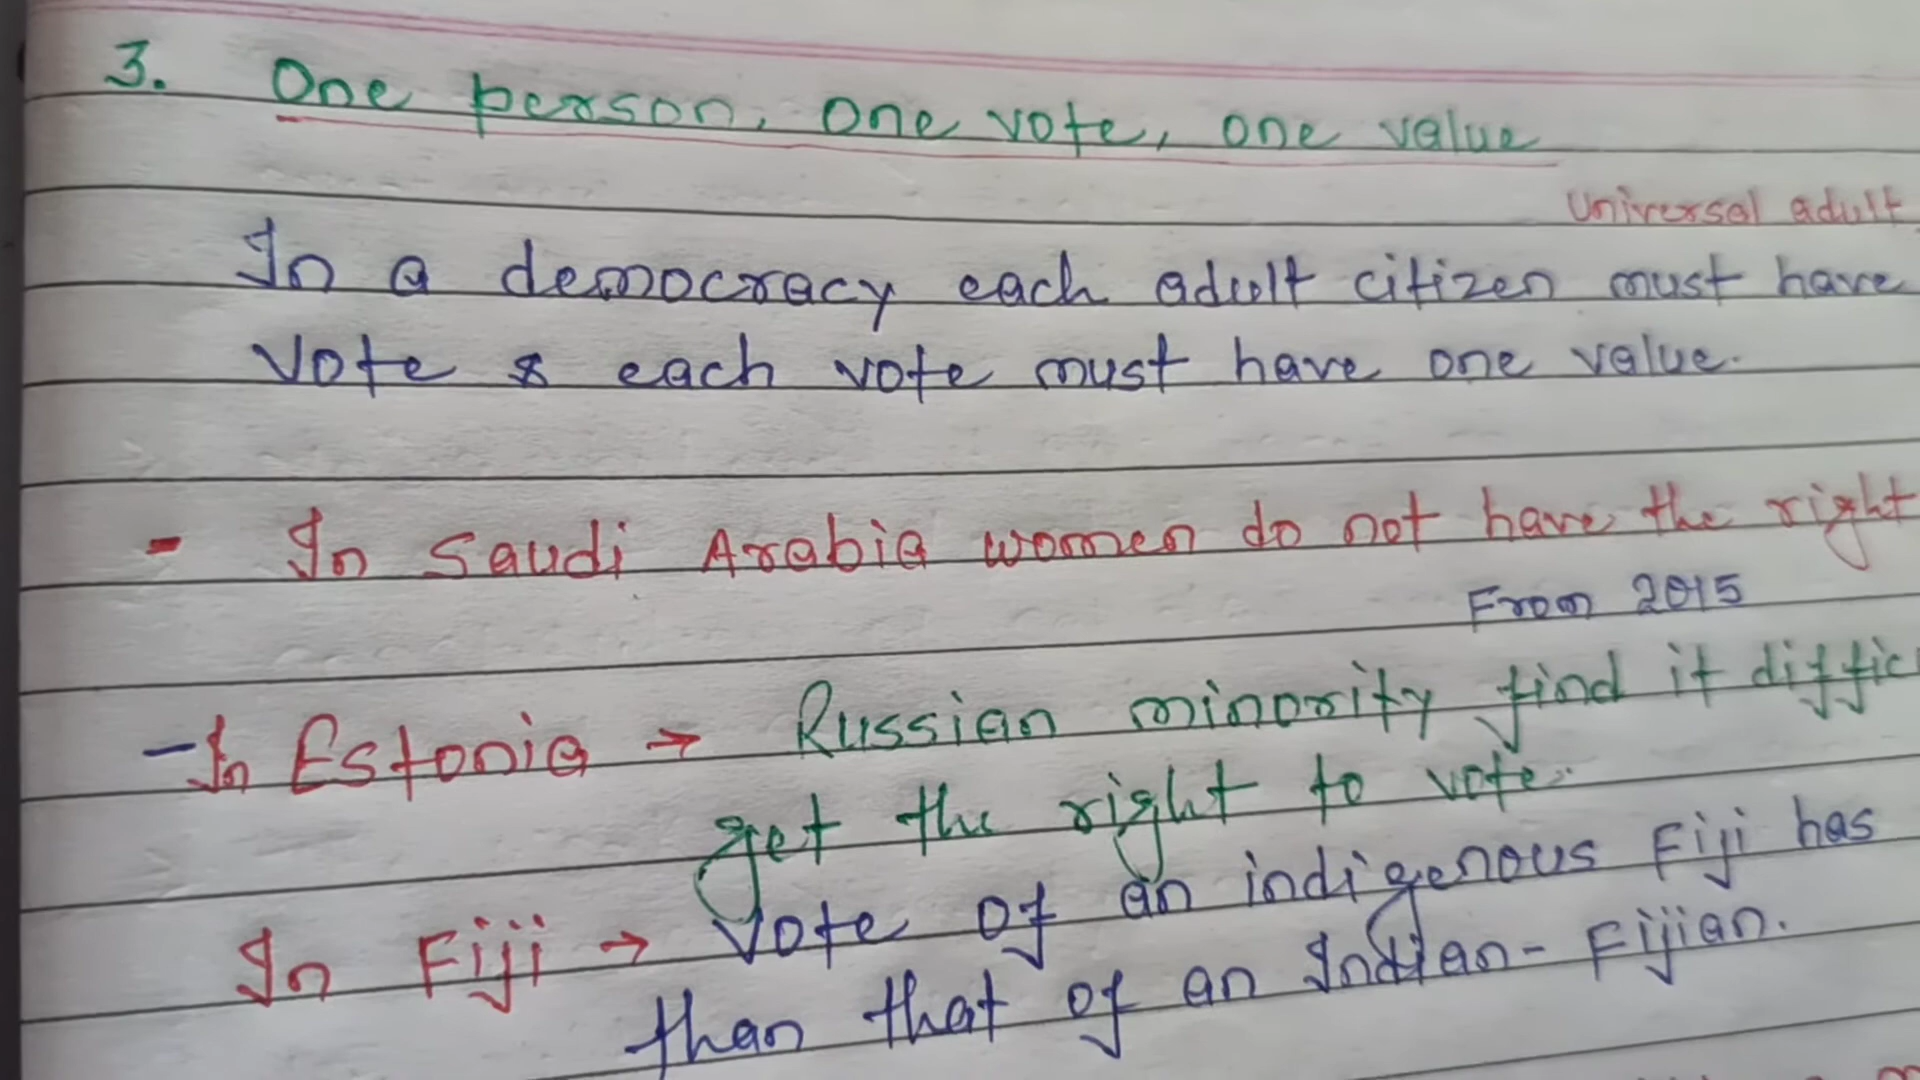 3. One person, one vote, one value
Universal adult
In a democracy each adult citizen must have
vote & each vote must have one value.
- In Saudi Arabia women do not have the right
From 2015
- In Estonia → Russian minority find it diffic
get the right to vote.
In Fiji → Vote of an indigenous Fiji has
than that of an Indian-Fijian.